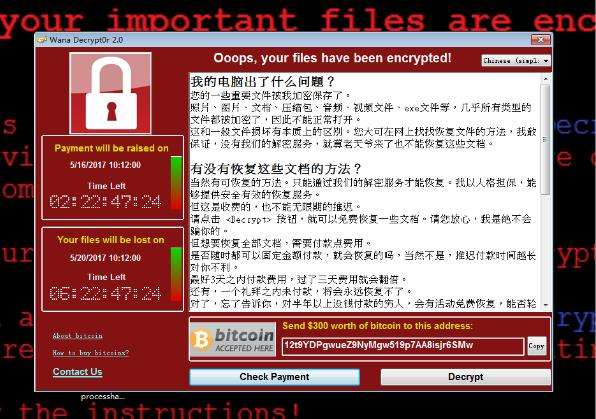 your important files are enc
Wana Decrypt0r 2.0
Ooops, your files have been encrypted!
Chinese (simpl:
Payment will be raised on
5/16/2017 10:12:00
Time Left
02:22:47:24
Your files will be lost on
5/20/2017 10:12:00
Time Left
06:22:47:24
About bitcoin
How to buy bitcoins?
Contact Us
我的电脑出了什么问题？
您的一些重要文件被我加密保存了。
照片、图片、文档、压缩包、音频、视频文件、exe文件等，几乎所有类型的
文件都被加密了，因此不能正常打开。
这和一般文件损坏有本质上的区别。您大可在网上找找恢复文件的方法，我敢
保证，没有我们的解密服务，就算老天爷来了也不能恢复这些文档。
有没有恢复这些文档的方法？
当然有可恢复的方法。只能通过我们的解密服务才能恢复。我以人格担保，能
够提供安全有效的恢复服务。
但这是收费的，也不能无限期的推迟。
请点击 <Decrypt> 按钮，就可以免费恢复一些文档。请您放心，我是绝不会
骗你的。
但想要恢复全部文档，需要付款点费用。
是否随时都可以固定金额付款，就会恢复的吗，当然不是，推迟付款时间越长
对你不利。
最好3天之内付款费用，过了三天费用就会翻倍。
还有，一个礼拜之内未付款，将会永远恢复不了。
对了，忘了告诉你，对半年以上没钱付款的穷人，会有活动免费恢复，能否轮
bitcoin
ACCEPTED HERE
Send $300 worth of bitcoin to this address:
12t9YDPgwueZ9NyMgw519p7AA8isjr6SMw
Copy
Check Payment
Decrypt
processha...
the instructions!